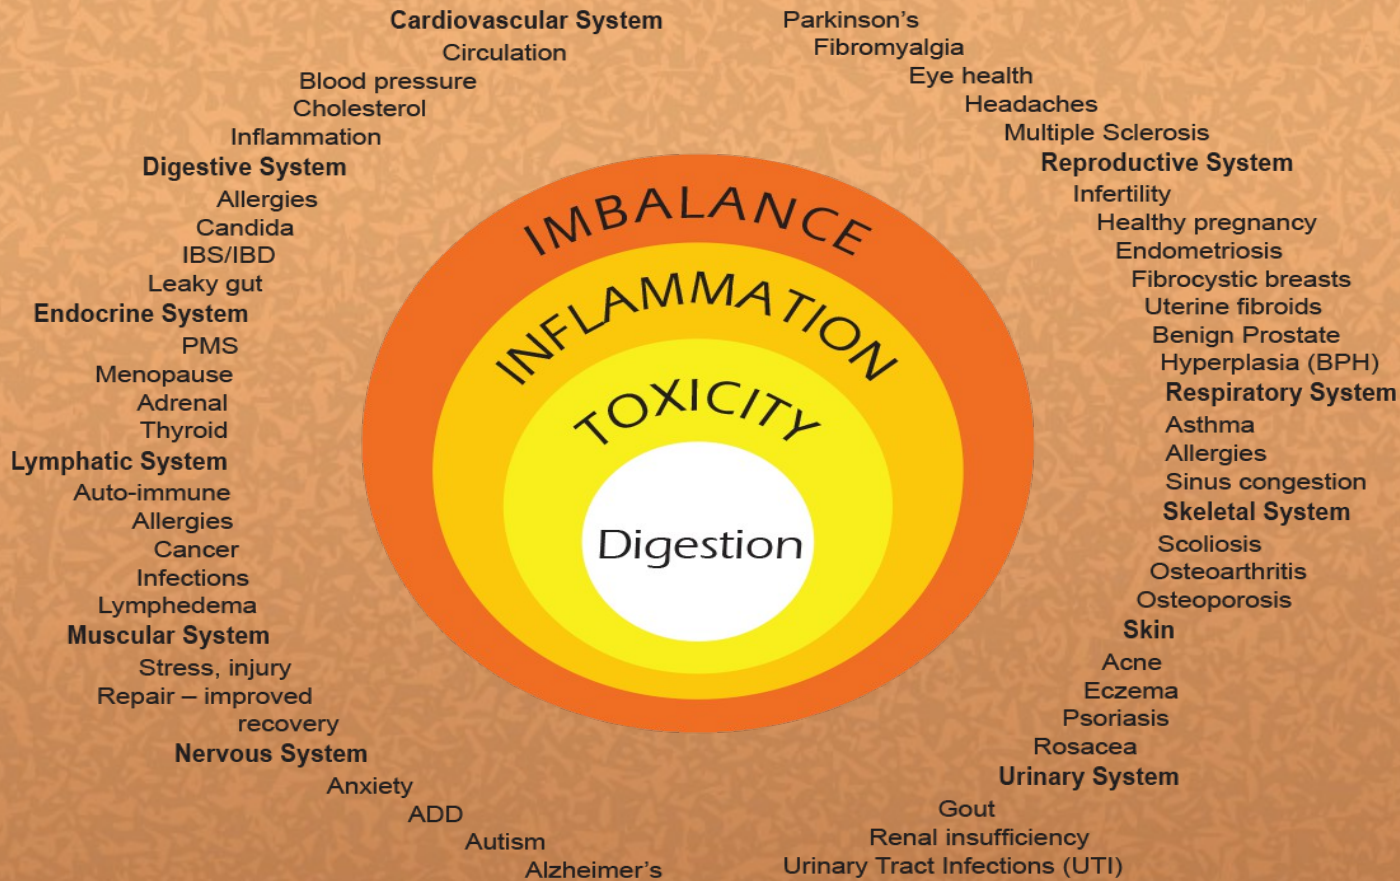 Cardiovascular System
Circulation
Blood pressure
Cholesterol
Inflammation
Digestive System
Allergies
Candida
IBS/IBD
Leaky gut
Endocrine System
PMS
Menopause
Adrenal
Thyroid
Lymphatic System
Auto-immune
Allergies
Cancer
Infections
Lymphedema
Muscular System
Stress, injury
Repair – improved
recovery
Nervous System
Anxiety
ADD
Autism
Alzheimer’s
Parkinson’s
Fibromyalgia
Eye health
Headaches
Multiple Sclerosis
Reproductive System
Infertility
Healthy pregnancy
Endometriosis
Fibrocystic breasts
Uterine fibroids
Benign Prostate
Hyperplasia (BPH)
Respiratory System
Asthma
Allergies
Sinus congestion
Skeletal System
Scoliosis
Osteoarthritis
Osteoporosis
Skin
Acne
Eczema
Psoriasis
Rosacea
Urinary System
Gout
Renal insufficiency
Urinary Tract Infections (UTI)
IMBALANCE
INFLAMMATION
TOXICITY
Digestion